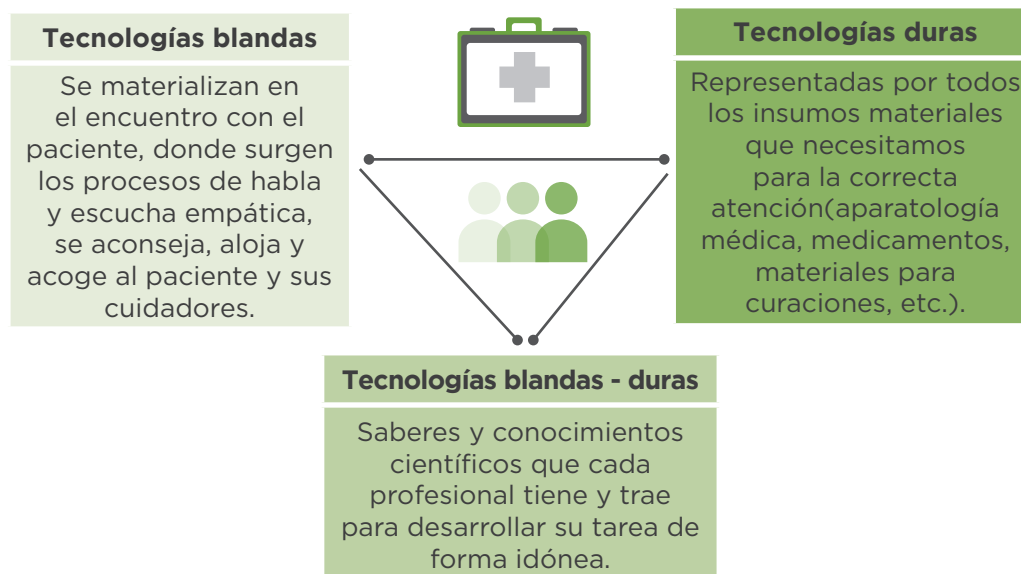 Tecnologías blandas
Se materializan en
el encuentro con el
paciente, donde surgen
los procesos de habla
y escucha empática,
se aconseja, aloja y
acoge al paciente y sus
cuidadores.
Tecnologías duras
Representadas por todos
los insumos materiales
que necesitamos
para la correcta
atención(aparatología
médica, medicamentos,
materiales para
curaciones, etc.).
Tecnologías blandas - duras
Saberes y conocimientos
científicos que cada
profesional tiene y trae
para desarrollar su tarea de
forma idónea.